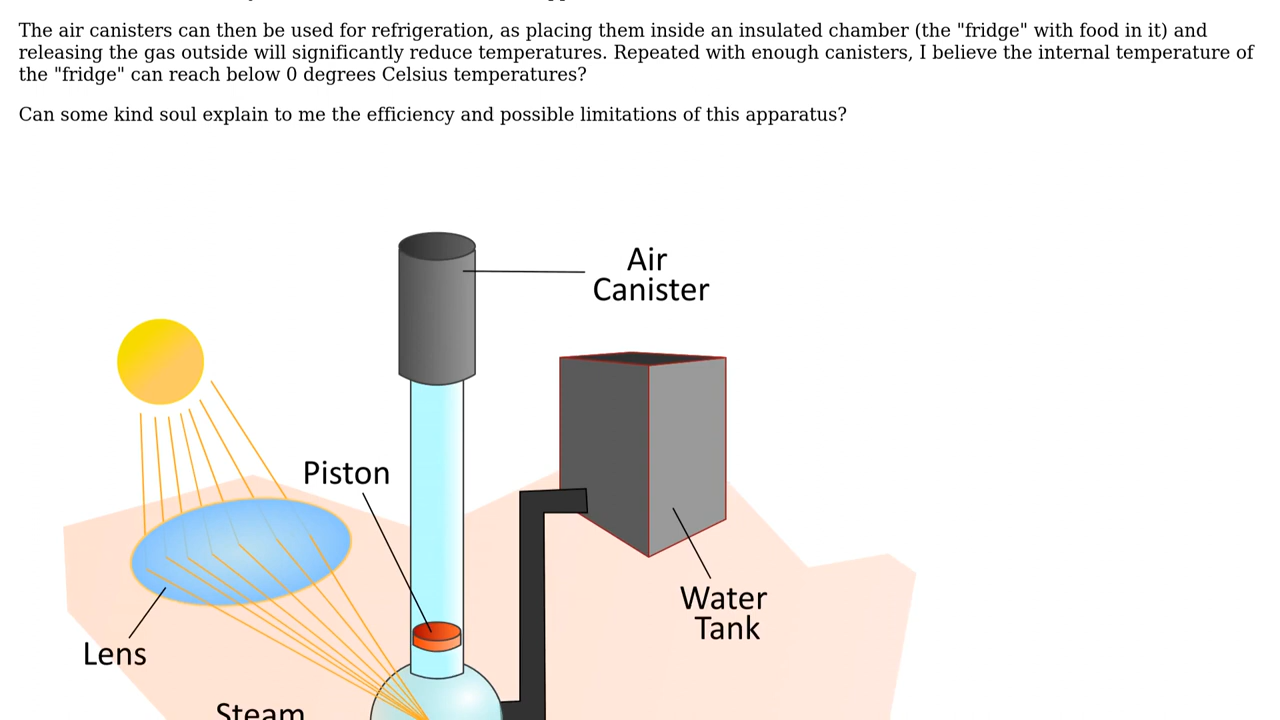 The air canisters can then be used for refrigeration, as placing them inside an insulated chamber (the "fridge" with food in it) and
releasing the gas outside will significantly reduce temperatures. Repeated with enough canisters, I believe the internal temperature of
the "fridge" can reach below 0 degrees Celsius temperatures?
Can some kind soul explain to me the efficiency and possible limitations of this apparatus?
Air
Canister
Piston
Water
Tank
Lens
Steam